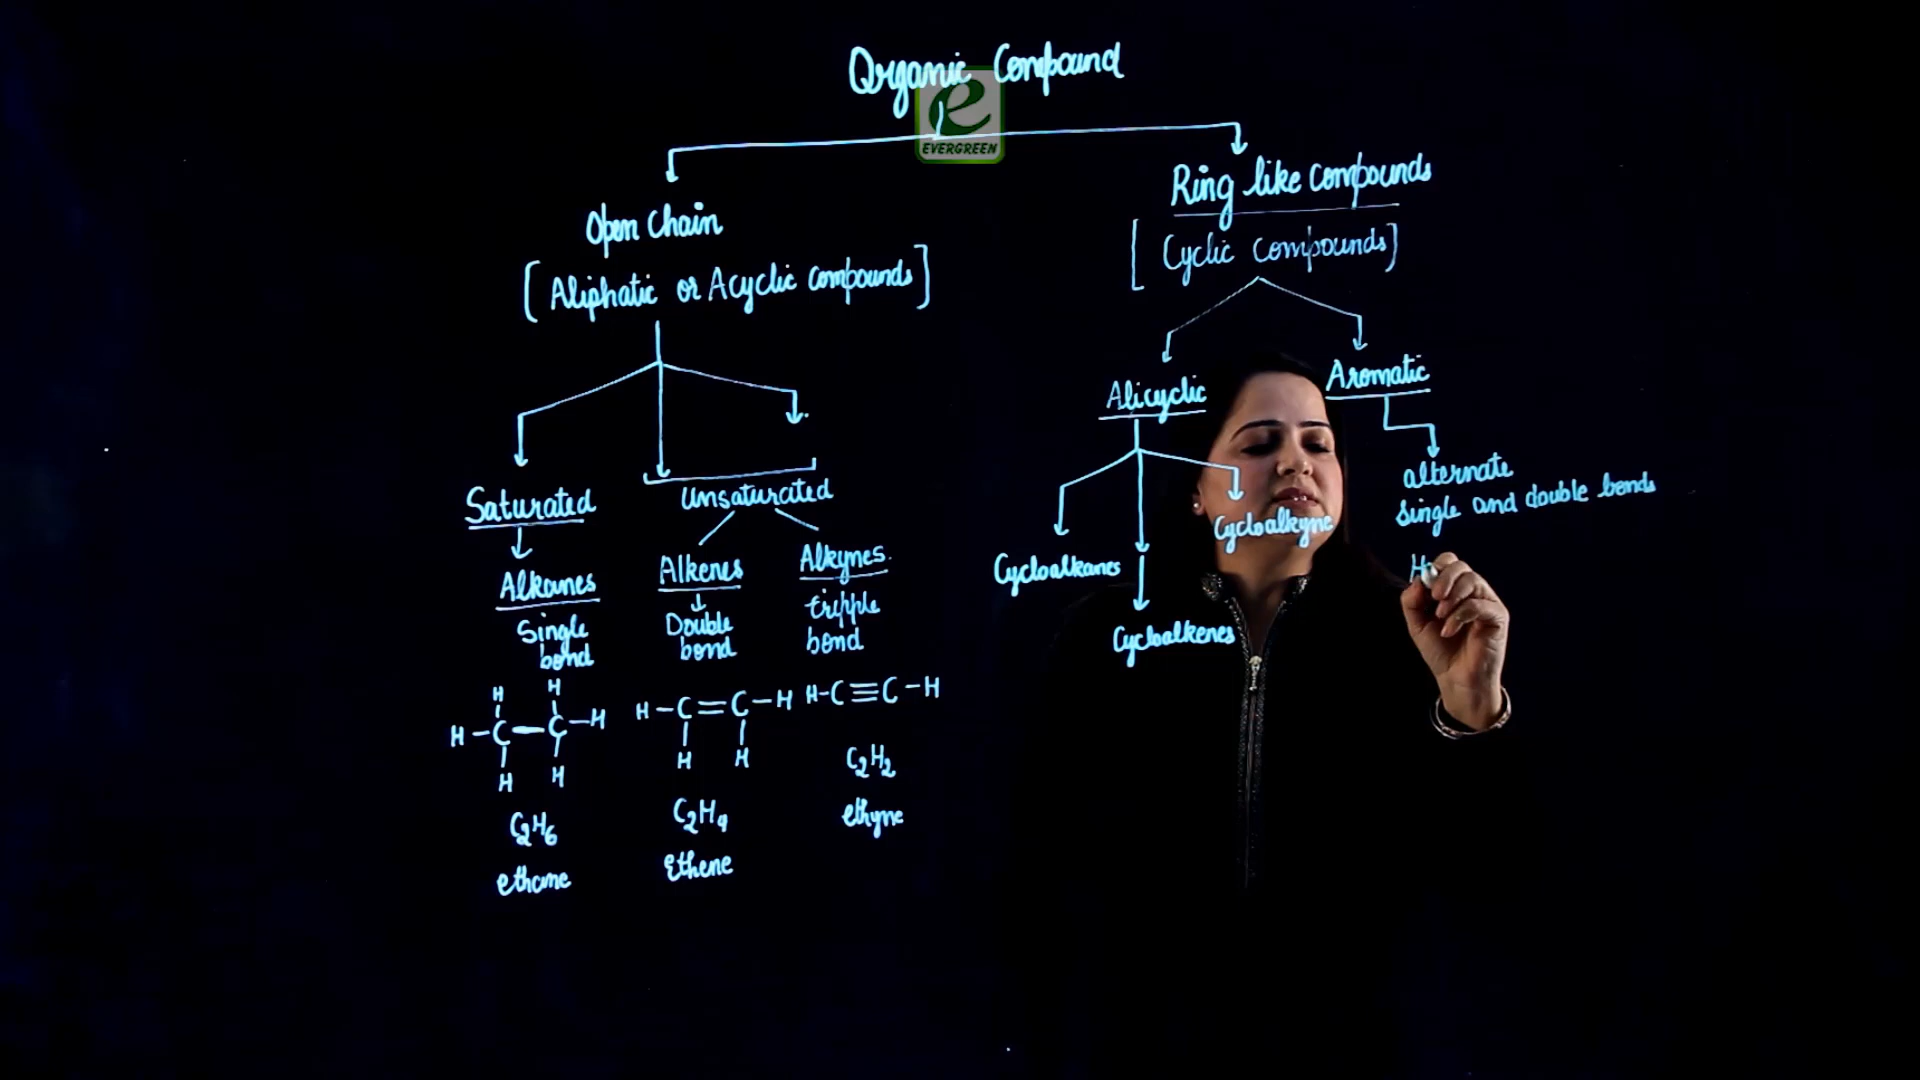 Organic Compound
EVERGREEN
Open Chain
[Aliphatic or Acyclic compounds]
Saturated
Unsaturated
Alkanes
Single
bond
Alkenes
Double
bond
Alkynes.
tripple
bond
H H
H-C-C-H
H H
C2H6
ethane
H-C=C-H
H H
C2H4
Ethene
H-C≡C-H
C2H2
ethyne
Ring like compounds
[Cyclic compounds]
Alicyclic
Aromatic
Cycloalkanes
Cycloalkenes
Cycloalkyne
alternate
Single and double bonds